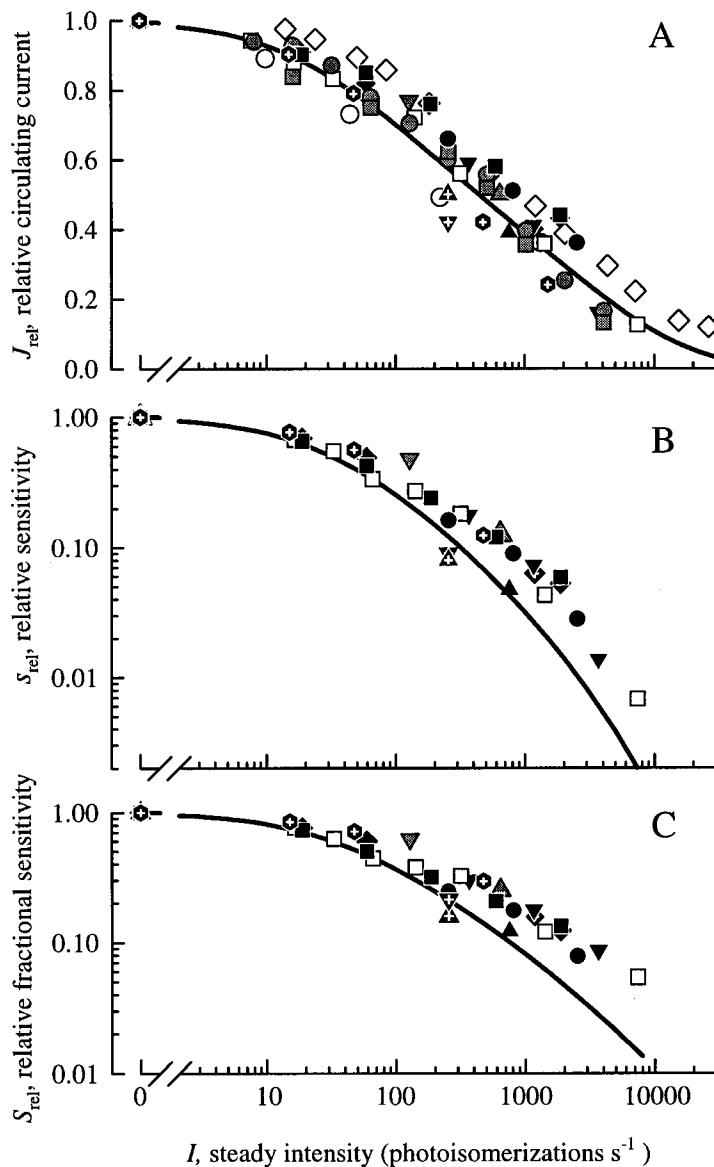 A
1.0
0.8
0.6
0.4
0.2
0.0
J_rel, relative circulating current
B
1.00
0.10
0.01
s_rel, relative sensitivity
C
1.00
0.10
0.01
S_rel, relative fractional sensitivity
0 10 100 1000 10000
I, steady intensity (photoisomerizations s⁻¹)